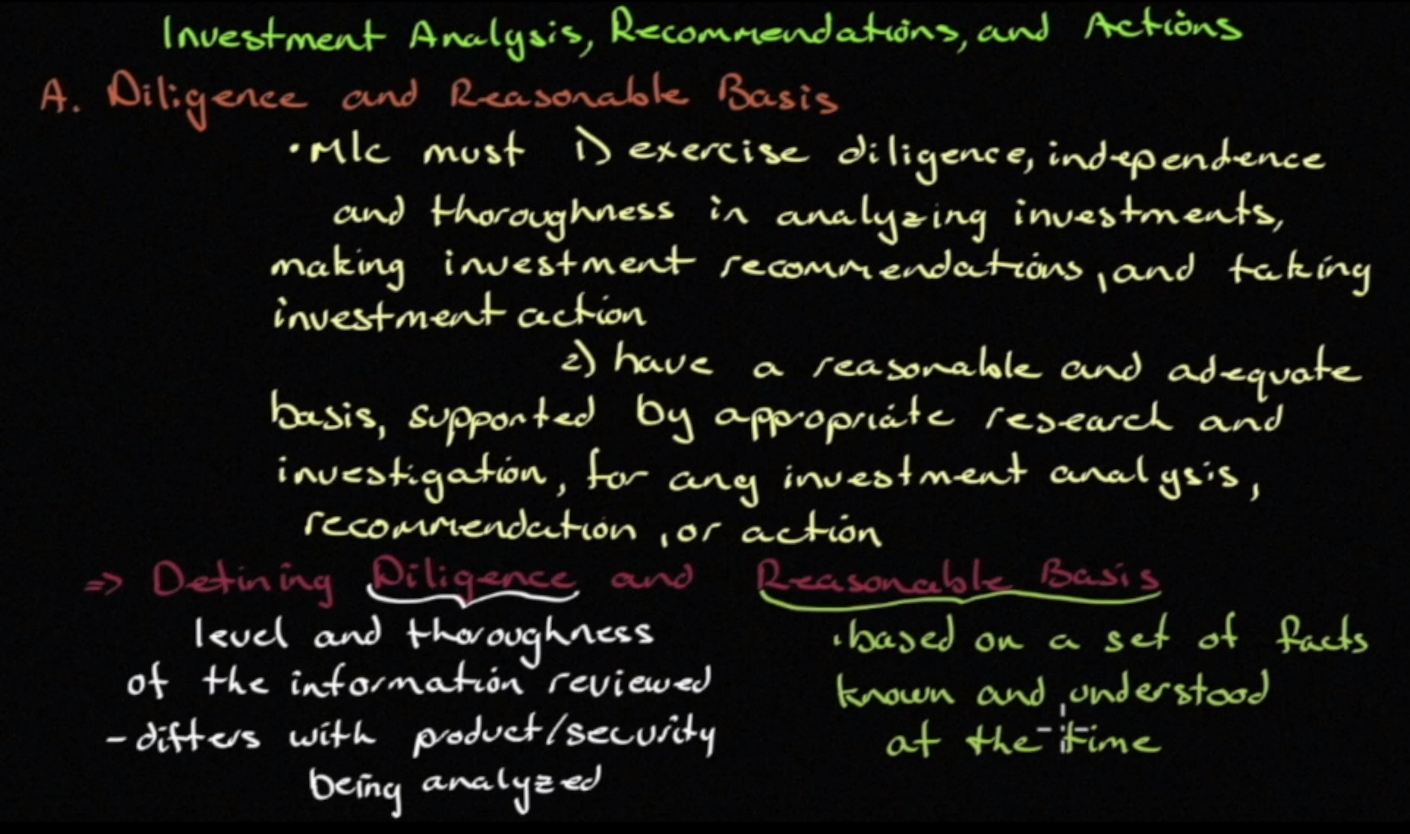 Investment Analysis, Recommendations, and Actions
A. Diligence and Reasonable Basis
• M/c must 1) exercise diligence, independence
and thoroughness in analyzing investments,
making investment recommendations, and taking
investment action
2) have a reasonable and adequate
basis, supported by appropriate research and
investigation, for any investment analysis,
recommendation, or action
=> Defining Diligence and Reasonable Basis
level and thoroughness
of the information reviewed
- differs with product/security
being analyzed
• based on a set of facts
known and understood
at the time